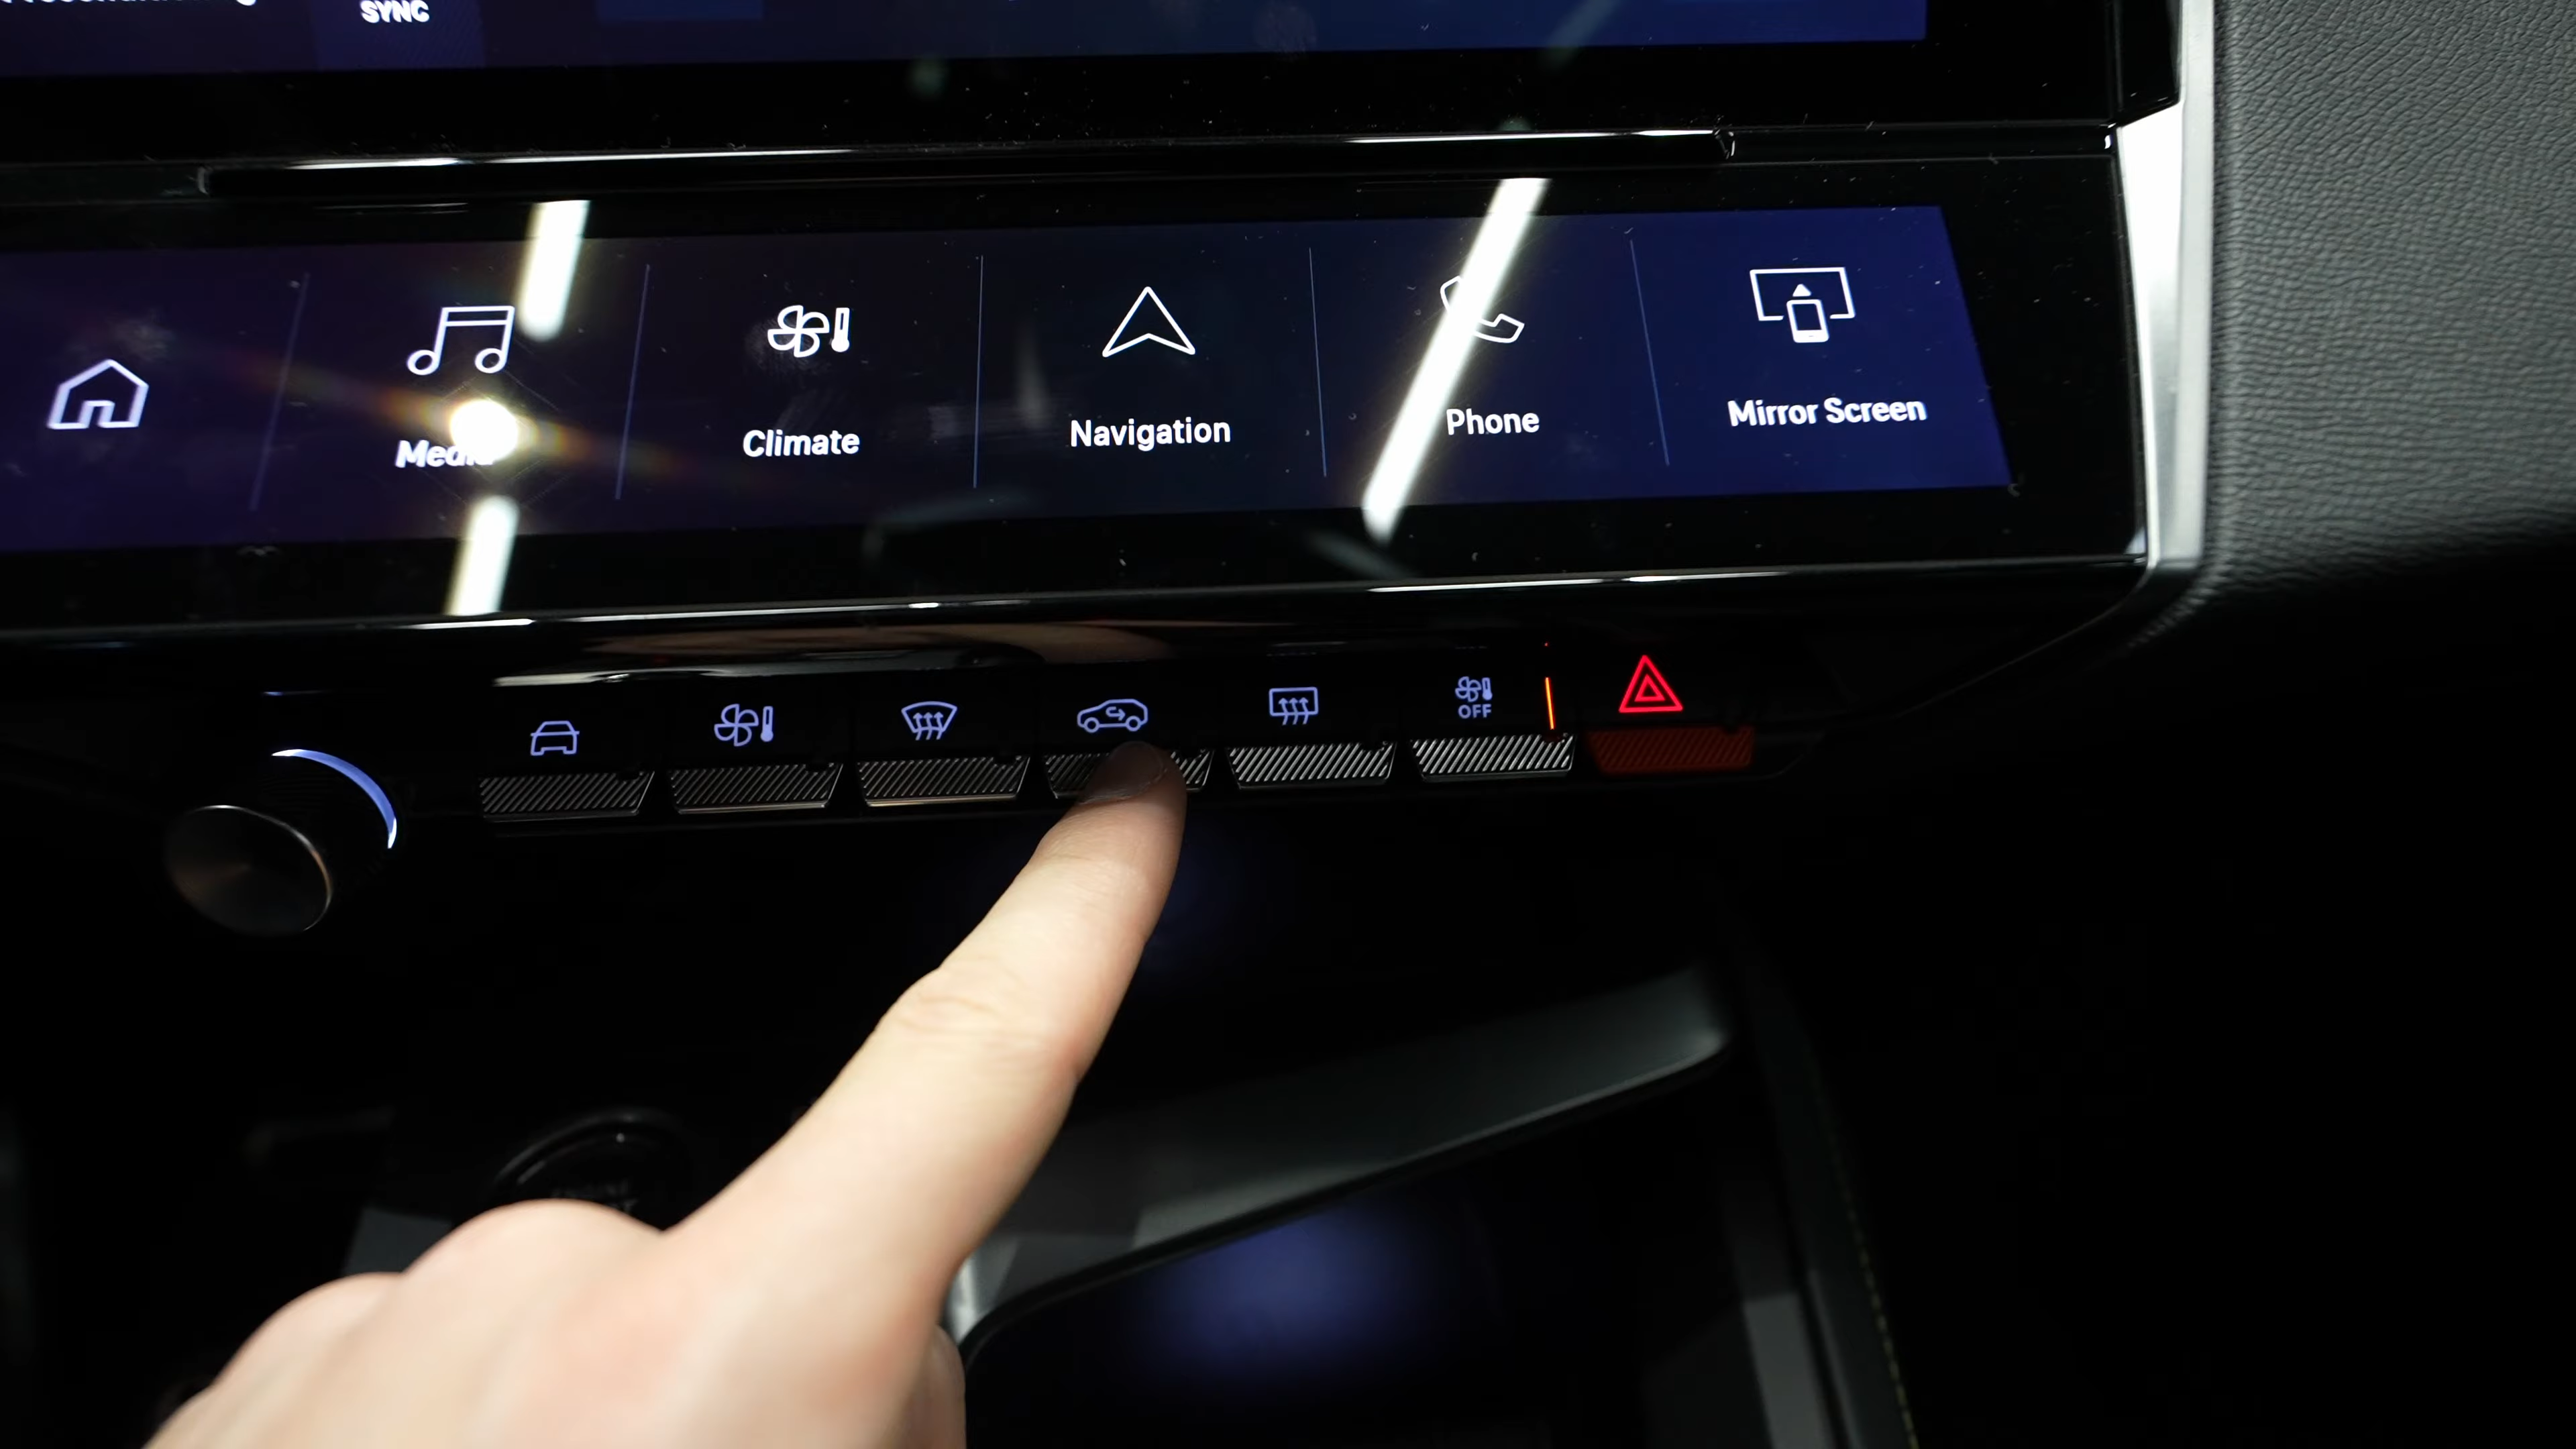 SYNC
Media
Climate
Navigation
Phone
Mirror Screen
OFF